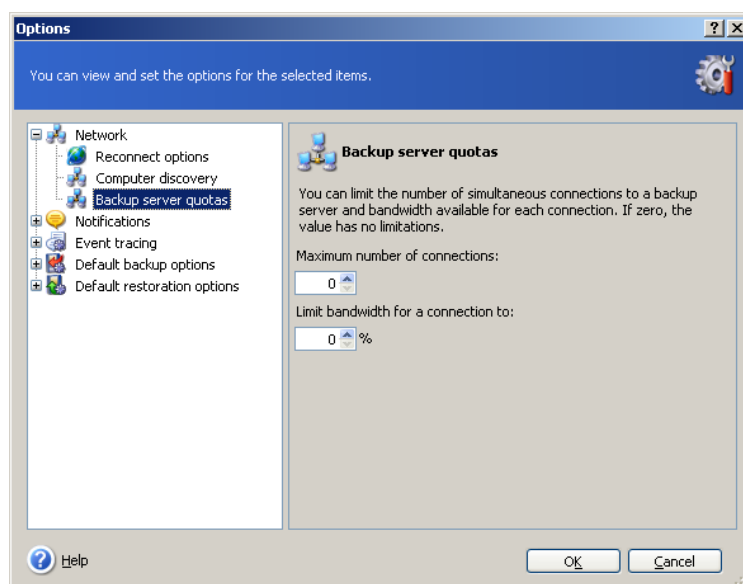 Options
You can view and set the options for the selected items.
Network
Reconnect options
Computer discovery
Backup server quotas
Notifications
Event tracing
Default backup options
Default restoration options
Backup server quotas
You can limit the number of simultaneous connections to a backup
server and bandwidth available for each connection. If zero, the
value has no limitations.
Maximum number of connections:
0
Limit bandwidth for a connection to:
0 %
Help
OK
Cancel